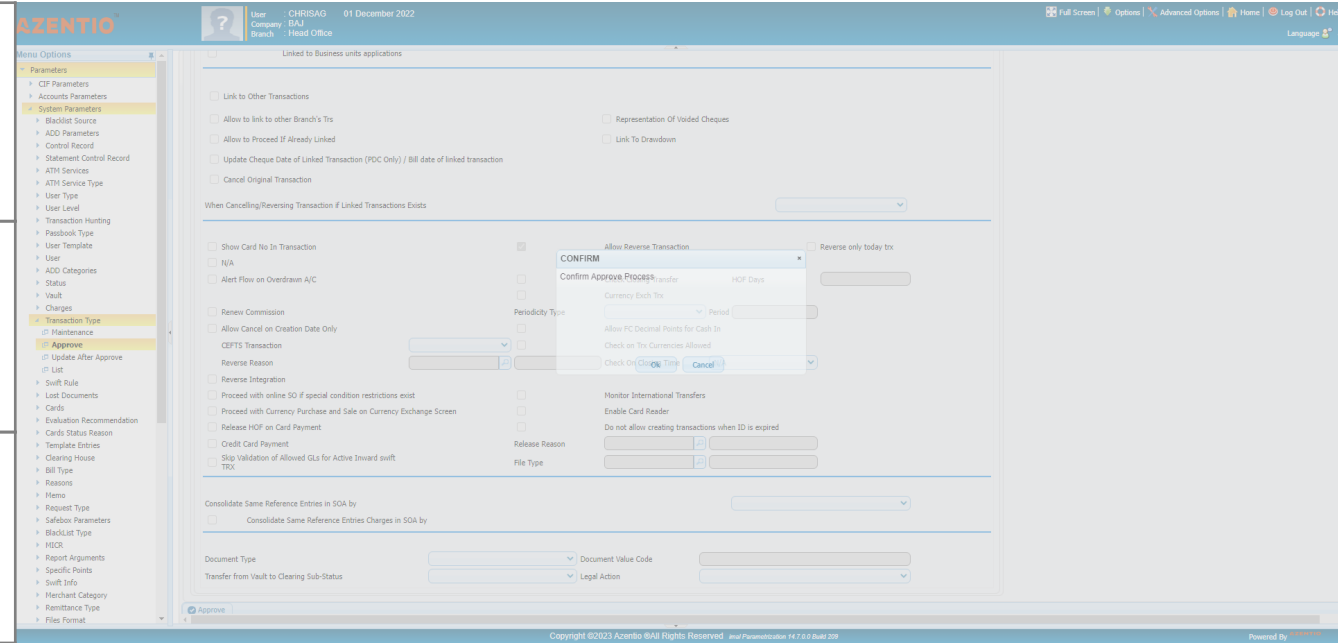 AZENTIO
User : CHRISAG 01 December 2022
Company : BAJ
Branch : Head Office
Full Screen | Options | Advanced Options | Home | Log Out | He
Language
Menu Options
Parameters
CIF Parameters
Accounts Parameters
System Parameters
Blacklist Source
ADD Parameters
Control Record
Statement Control Record
ATM Services
ATM Service Type
User Type
User Level
Transaction Hunting
Passbook Type
User Template
User
ADD Categories
Status
Vault
Charges
Transaction Type
Maintenance
Approve
Update After Approve
List
Swift Rule
Lost Documents
Cards
Evaluation Recommendation
Cards Status Reason
Template Entries
Clearing House
Bill Type
Reasons
Memo
Request Type
Safebox Parameters
BlackList Type
MICR
Report Arguments
Specific Points
Swift Info
Merchant Category
Remittance Type
Files Format
Linked to Business units applications
Link to Other Transactions
Allow to link to other Branch's Trs Representation Of Voided Cheques
Allow to Proceed If Already Linked Link To Drawdown
Update Cheque Date of Linked Transaction (PDC Only) / Bill date of linked transaction
Cancel Original Transaction
When Cancelling/Reversing Transaction if Linked Transactions Exists
Show Card No In Transaction Allow Reverse Transaction Reverse only today trx
N/A
Alert Flow on Overdrawn A/C Transfer HOF Days
Currency Exch Trx
Renew Commission Periodicity Type Period
Allow Cancel on Creation Date Only Allow FC Decimal Points for Cash In
CEFTS Transaction Check on Trx Currencies Allowed
Reverse Reason Check On Closing Time
Reverse Integration
Proceed with online SO if special condition restrictions exist Monitor International Transfers
Proceed with Currency Purchase and Sale on Currency Exchange Screen Enable Card Reader
Release HOF on Card Payment Do not allow creating transactions when ID is expired
Credit Card Payment Release Reason
Skip Validation of Allowed GLs for Active Inward swift
TRX File Type
Consolidate Same Reference Entries in SOA by
Consolidate Same Reference Entries Charges in SOA by
Document Type Document Value Code
Transfer from Vault to Clearing Sub-Status Legal Action
CONFIRM
Confirm Approve Process
Ok Cancel
Approve
Copyright ©2023 Azentio ®All Rights Reserved imal Parametrization 14.7.0.0 Build 209
Powered By